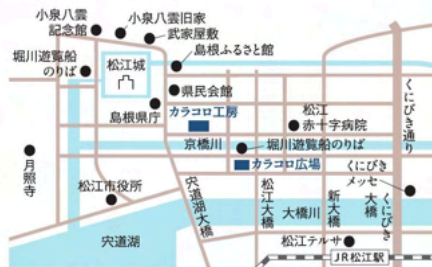 小泉八雲
記念館
小泉八雲旧家
武家屋敷
島根ふるさと館
堀川遊覧船
のりば
松江城
県民会館
島根県庁
カラコロ工房
松江
赤十字病院
京橋川
堀川遊覧船のりば
カラコロ広場
くにびき通り
くにびき
メッセ
月照寺
松江市役所
宍道湖大橋
松江大橋
新大橋
くにびき
大橋
大橋川
宍道湖
松江テルサ
JR松江駅